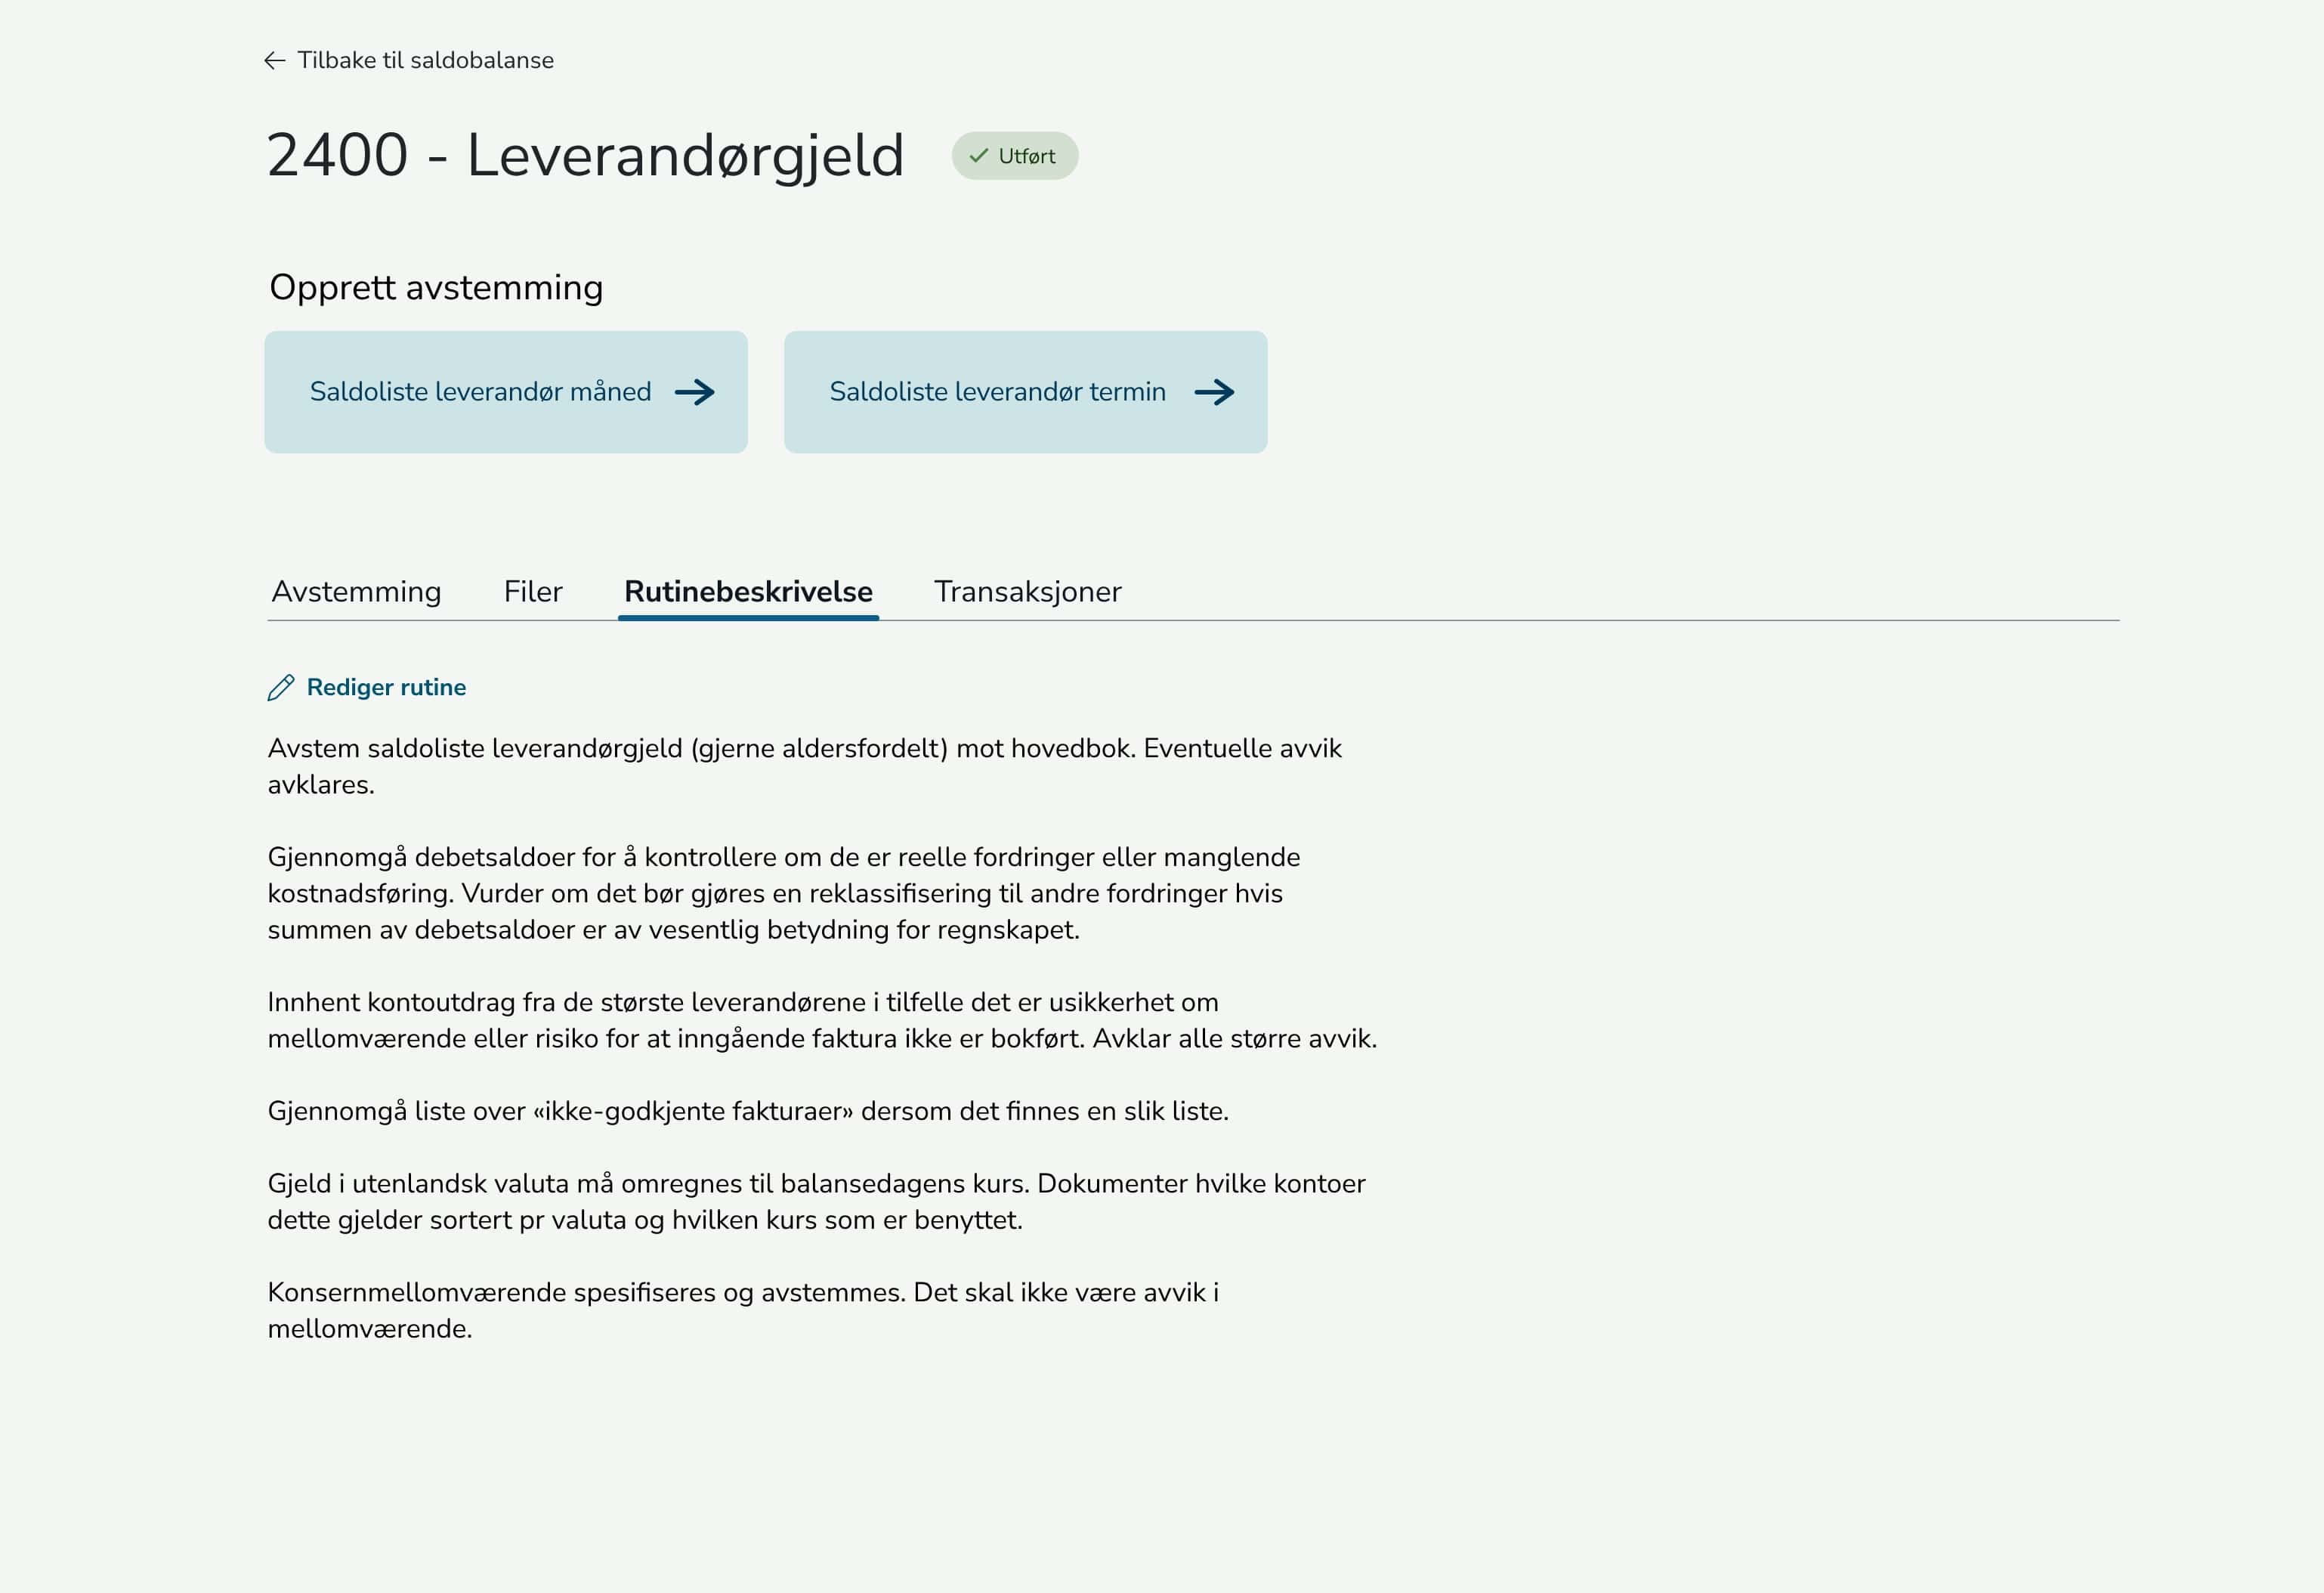 Tilbake til saldobalanse
2400 - Leverandørgjeld
Utført
Opprett avstemming
Saldoliste leverandør måned
Saldoliste leverandør termin
Avstemming
Filer
Rutinebeskrivelse
Transaksjoner
Rediger rutine
Avstem saldoliste leverandørgjeld (gjerne aldersfordelt) mot hovedbok. Eventuelle avvik
avklares.
Gjennomgå debetsaldoer for å kontrollere om de er reelle fordringer eller manglende
kostnadsføring. Vurder om det bør gjøres en reklassifisering til andre fordringer hvis
summen av debetsaldoer er av vesentlig betydning for regnskapet.
Innhent kontoutdrag fra de største leverandørene i tilfelle det er usikkerhet om
mellomværende eller risiko for at inngående faktura ikke er bokført. Avklar alle større avvik.
Gjennomgå liste over «ikke-godkjente fakturaer» dersom det finnes en slik liste.
Gjeld i utenlandsk valuta må omregnes til balansedagens kurs. Dokumenter hvilke kontoer
dette gjelder sortert pr valuta og hvilken kurs som er benyttet.
Konsernmellomværende spesifiseres og avstemmes. Det skal ikke være avvik i
mellomværende.